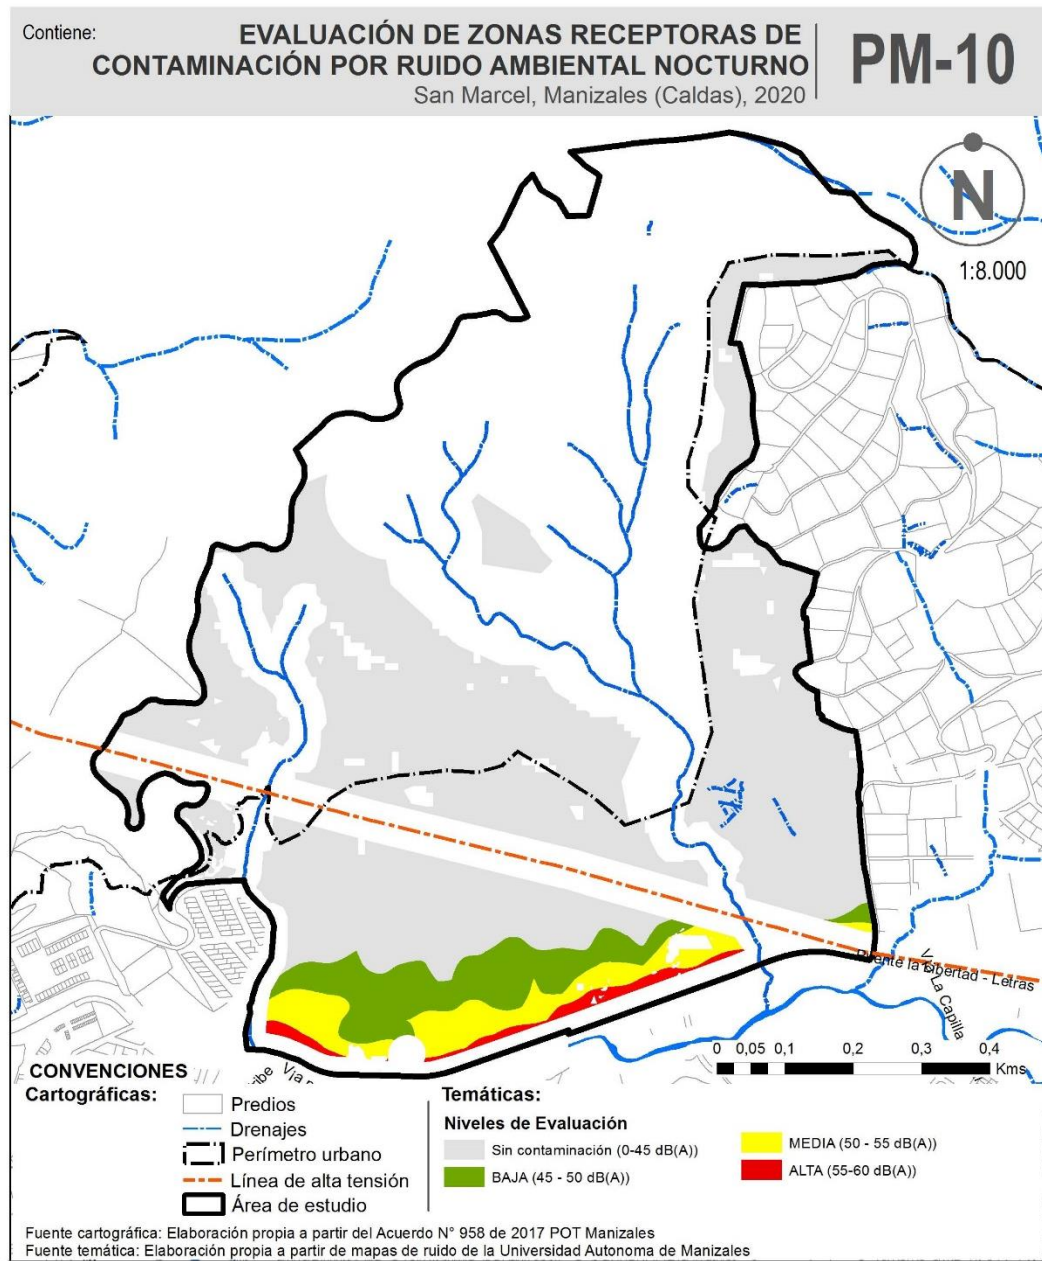 Contiene:
EVALUACIÓN DE ZONAS RECEPTORAS DE
CONTAMINACIÓN POR RUIDO AMBIENTAL NOCTURNO
San Marcel, Manizales (Caldas), 2020
PM-10
N
1:8.000
Puente la Libertad - Letras
La Capilla
0 0,05 0,1 0,2 0,3 0,4
Kms
CONVENCIONES
Cartográficas:
Predios
Drenajes
Perímetro urbano
Línea de alta tensión
Área de estudio
Temáticas:
Niveles de Evaluación
Sin contaminación (0-45 dB(A))
BAJA (45 - 50 dB(A))
MEDIA (50 - 55 dB(A))
ALTA (55-60 dB(A))
Fuente cartográfica: Elaboración propia a partir del Acuerdo N° 958 de 2017 POT Manizales
Fuente temática: Elaboración propia a partir de mapas de ruido de la Universidad Autonoma de Manizales